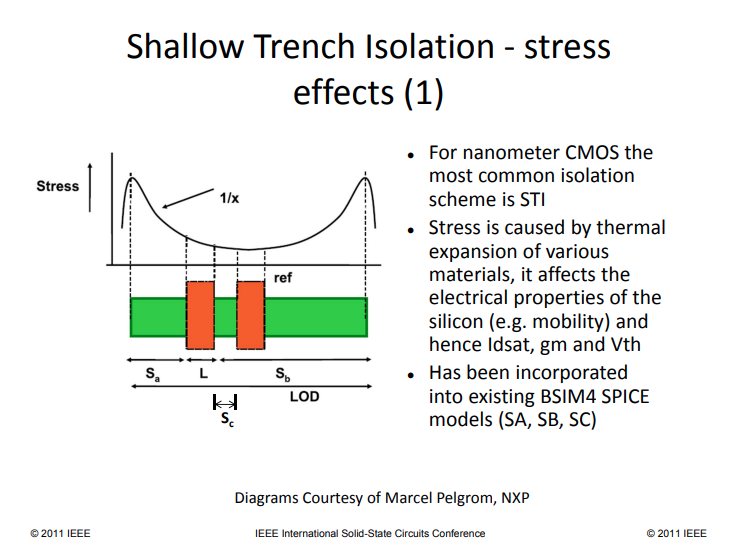 Shallow Trench Isolation - stress
effects (1)
Stress
1/x
ref
Sa
L
Sb
LOD
Sc
● For nanometer CMOS the
most common isolation
scheme is STI
● Stress is caused by thermal
expansion of various
materials, it affects the
electrical properties of the
silicon (e.g. mobility) and
hence Idsat, gm and Vth
● Has been incorporated
into existing BSIM4 SPICE
models (SA, SB, SC)
Diagrams Courtesy of Marcel Pelgrom, NXP
© 2011 IEEE
IEEE International Solid-State Circuits Conference
© 2011 IEEE